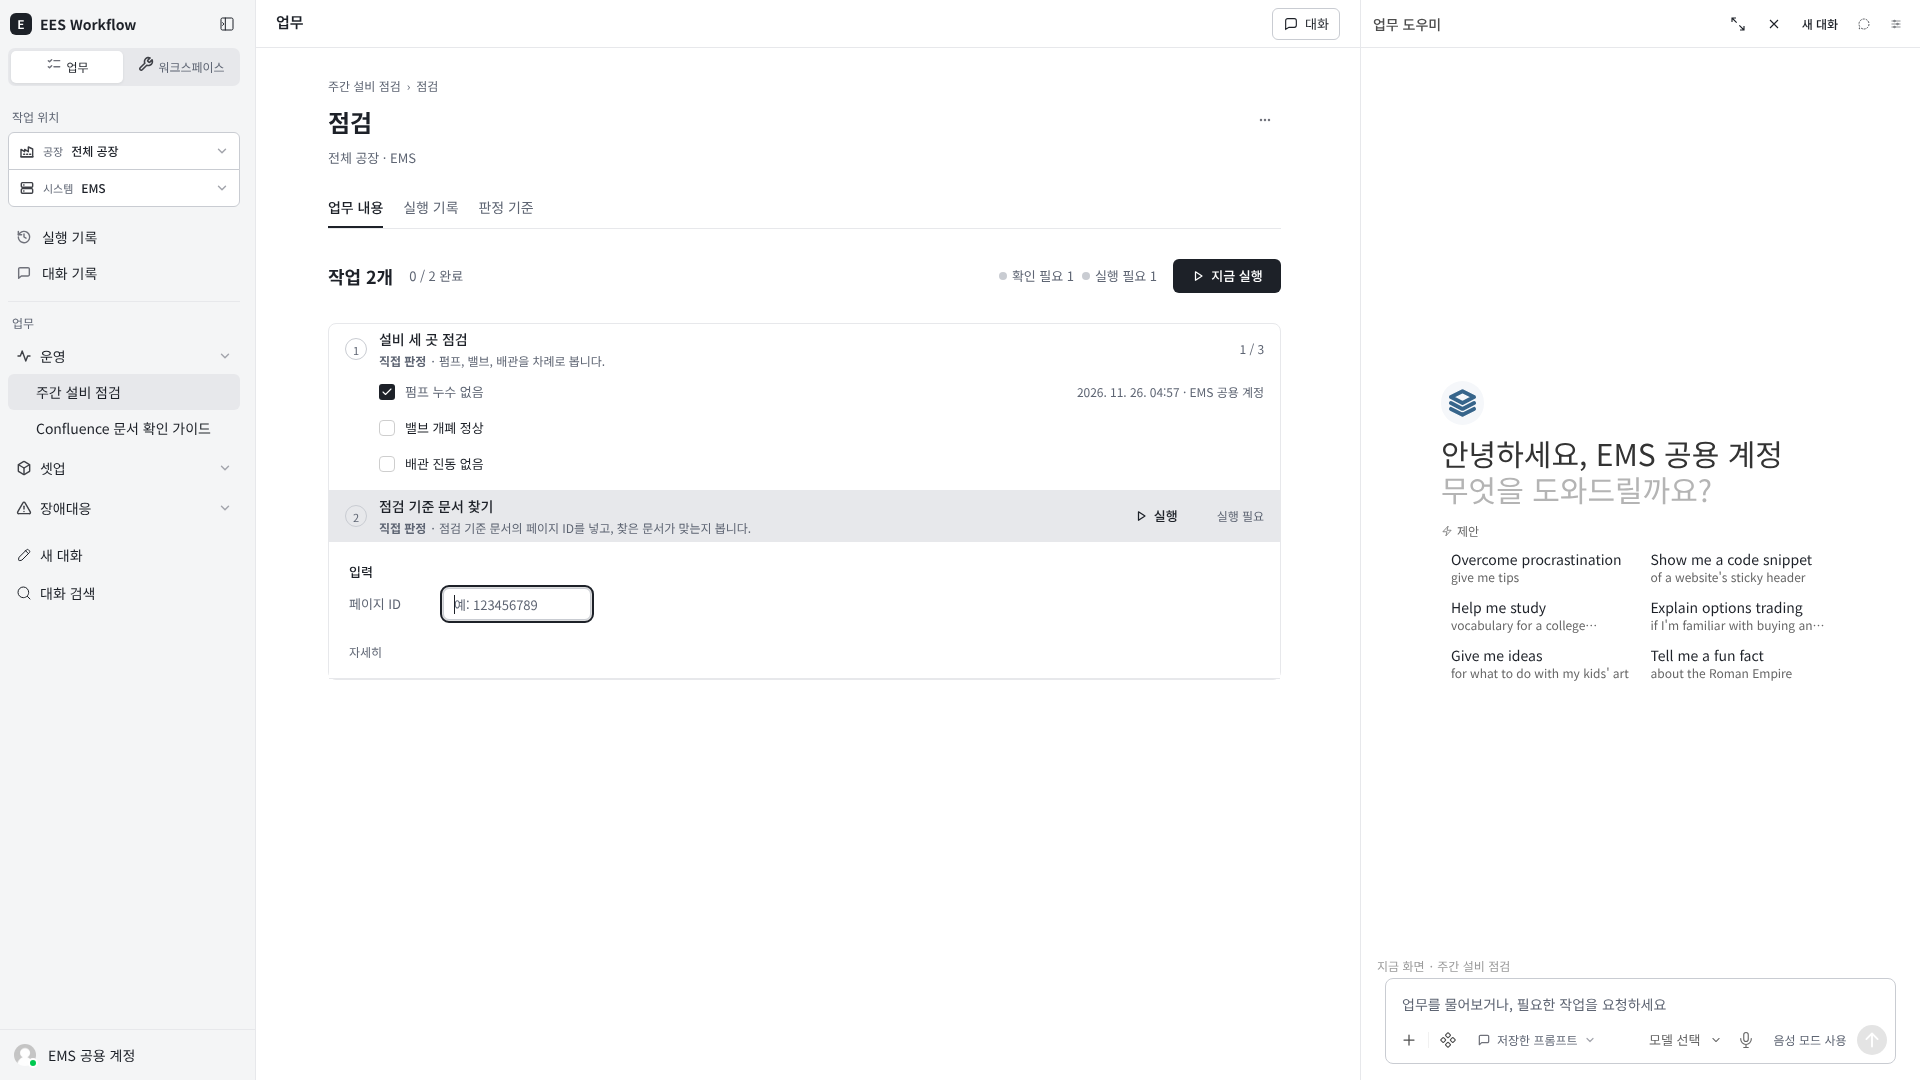 E EES Workflow
업무
워크스페이스
작업 위치
공장 전체 공장
시스템 EMS
실행 기록
대화 기록
업무
운영
주간 설비 점검
Confluence 문서 확인 가이드
셋업
장애대응
새 대화
대화 검색
EMS 공용 계정
업무
대화
주간 설비 점검 › 점검
점검
...
전체 공장 · EMS
업무 내용
실행 기록
판정 기준
작업 2개
0 / 2 완료
확인 필요 1
실행 필요 1
지금 실행
1
설비 세 곳 점검
직접 판정 · 펌프, 밸브, 배관을 차례로 봅니다.
1 / 3
펌프 누수 없음
2026. 11. 26. 04:57 · EMS 공용 계정
밸브 개폐 정상
배관 진동 없음
2
점검 기준 문서 찾기
직접 판정 · 점검 기준 문서의 페이지 ID를 넣고, 찾은 문서가 맞는지 봅니다.
실행
실행 필요
입력
페이지 ID
예: 123456789
자세히
업무 도우미
새 대화
안녕하세요, EMS 공용 계정
무엇을 도와드릴까요?
제안
Overcome procrastination
give me tips
Show me a code snippet
of a website's sticky header
Help me study
vocabulary for a college…
Explain options trading
if I'm familiar with buying an…
Give me ideas
for what to do with my kids' art
Tell me a fun fact
about the Roman Empire
지금 화면 · 주간 설비 점검
업무를 물어보거나, 필요한 작업을 요청하세요
저장한 프롬프트
모델 선택
음성 모드 사용